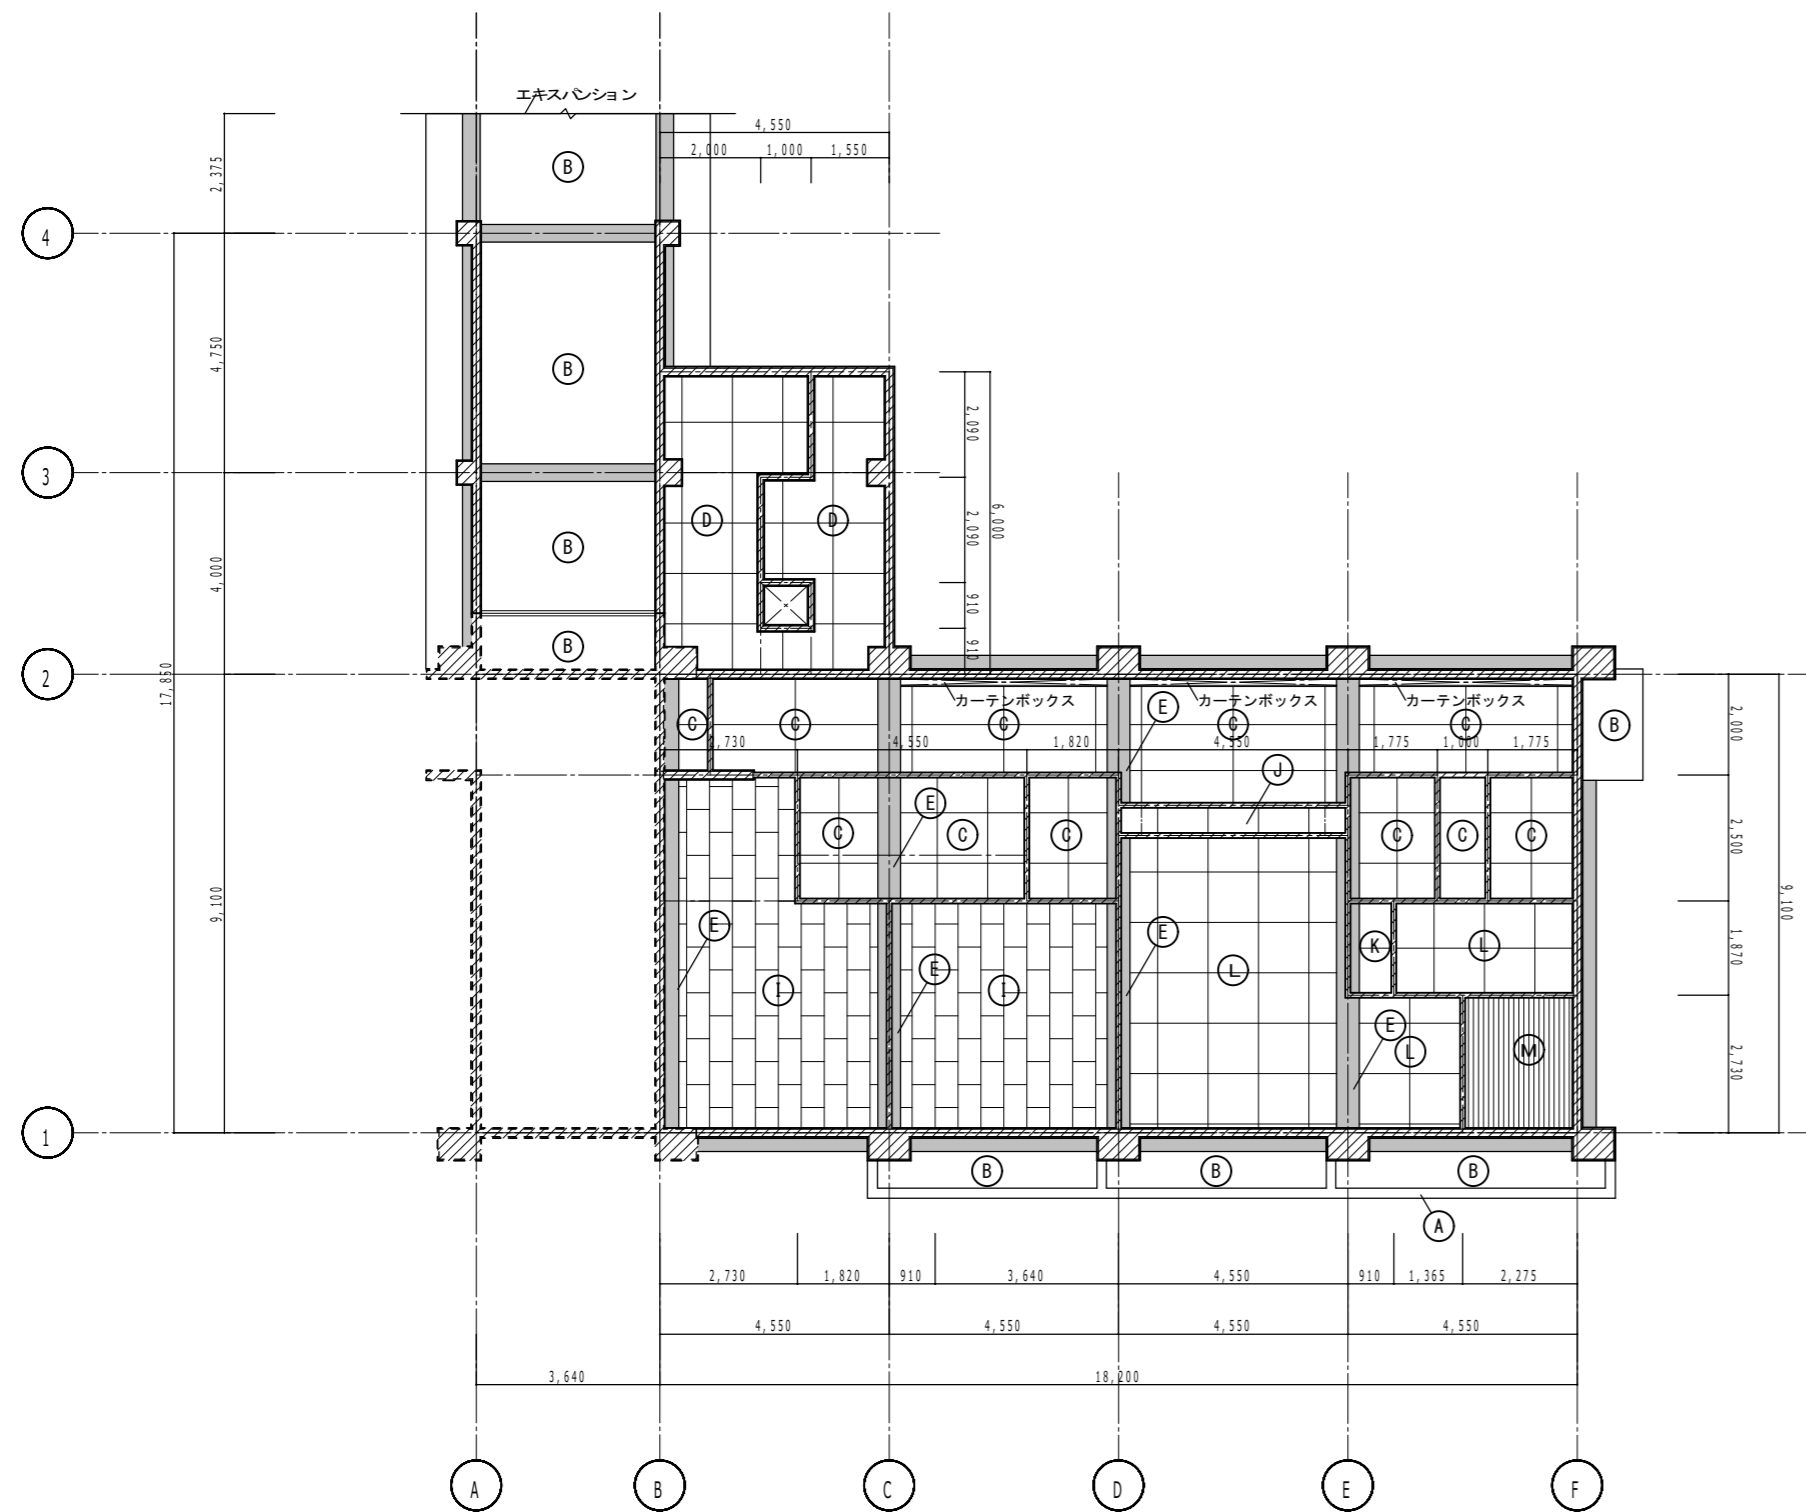 エキスパンション
4,550
2,000 1,000 1,550
2,375
B
4
4,750
B
2,090
3
D D
2,090
6,000
B
4,000
910
B
910
2
17,850
カーテンボックス カーテンボックス カーテンボックス
E
C C C C C B
2,000
2,730 4,550 1,820 4,550 1,775 1,000 1,775
J
E
C C C C C C
2,500
9,100
9,100
E E K L
1,870
E L
I I
E
L M
2,730
1
B B B
A
2,730 1,820 910 3,640 4,550 910 1,365 2,275
4,550 4,550 4,550 4,550
3,640 18,200
A B C D E F